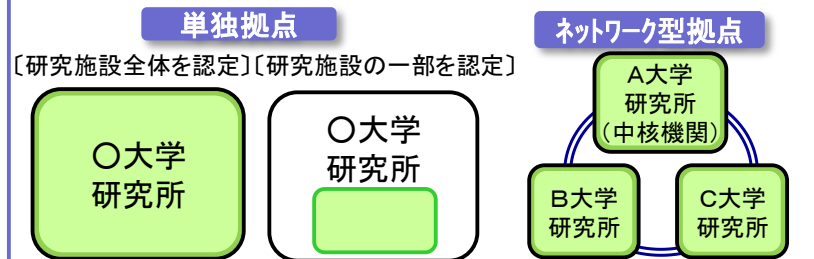 単独拠点
〔研究施設全体を認定〕〔研究施設の一部を認定〕
〇大学
研究所
〇大学
研究所
ネットワーク型拠点
A大学
研究所
（中核機関）
B大学
研究所
C大学
研究所